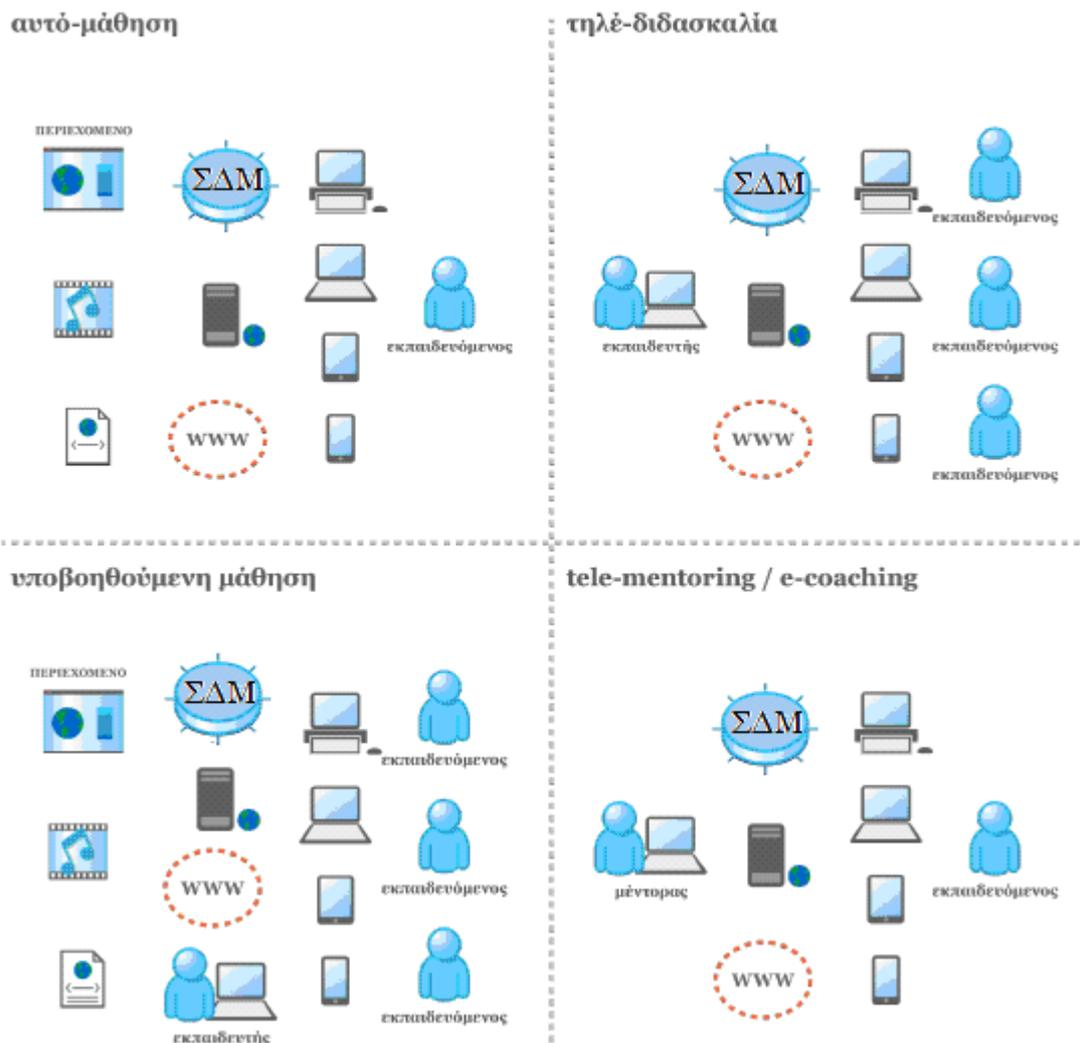 αυτό-μάθηση
ΠΕΡΙΕΧΟΜΕΝΟ
ΣΔΜ
εκπαιδευόμενος
WWW
τηλέ-διδασκαλία
ΣΔΜ
εκπαιδευόμενος
εκπαιδευτής
εκπαιδευόμενος
WWW
εκπαιδευόμενος
υποβοηθούμενη μάθηση
ΠΕΡΙΕΧΟΜΕΝΟ
ΣΔΜ
εκπαιδευόμενος
WWW
εκπαιδευόμενος
εκπαιδευόμενος
εκπαιδευτής
tele-mentoring / e-coaching
ΣΔΜ
μέντορας
εκπαιδευόμενος
WWW